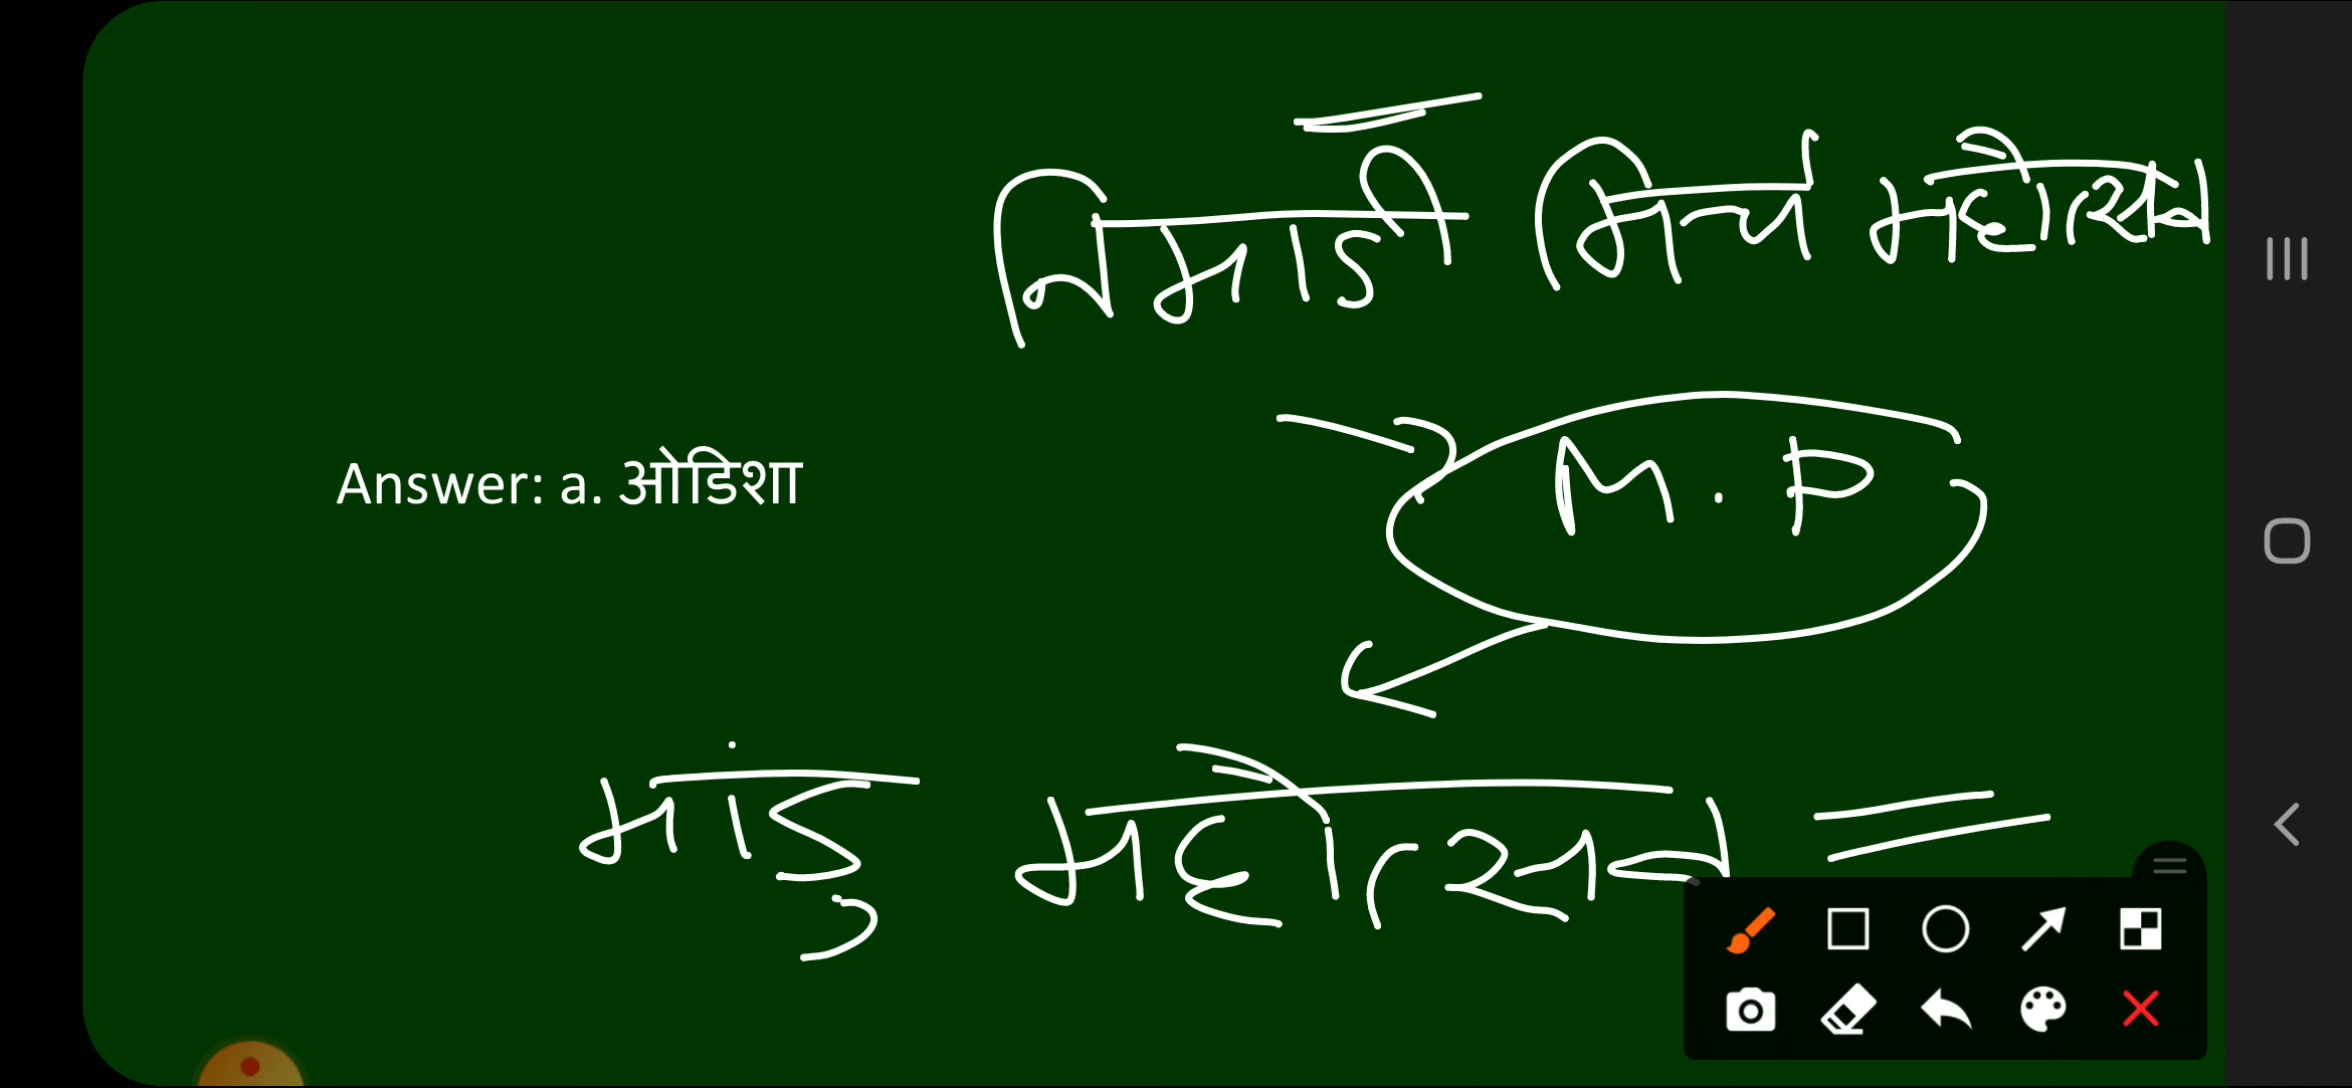 निमाडी मिर्च महोत्सव
M.P
Answer: a. ओडिशा
मांडु महोत्सव